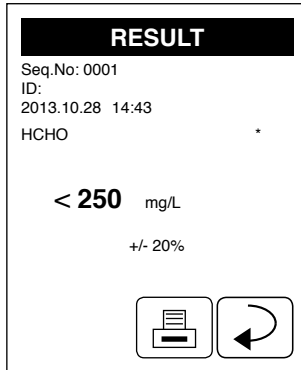 RESULT
Seq.No: 0001
ID:
2013.10.28 14:43
HCHO *
< 250 mg/L
+/- 20%